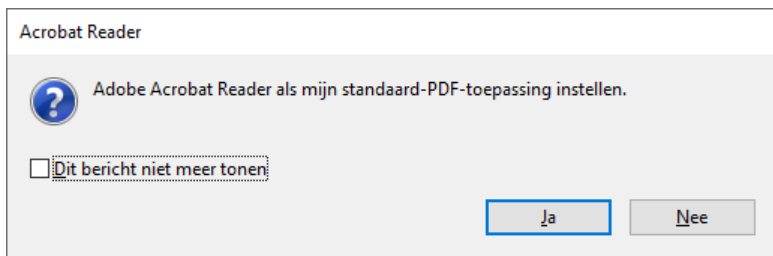 Acrobat Reader
Adobe Acrobat Reader als mijn standaard-PDF-toepassing instellen.
Dit bericht niet meer tonen
Ja
Nee